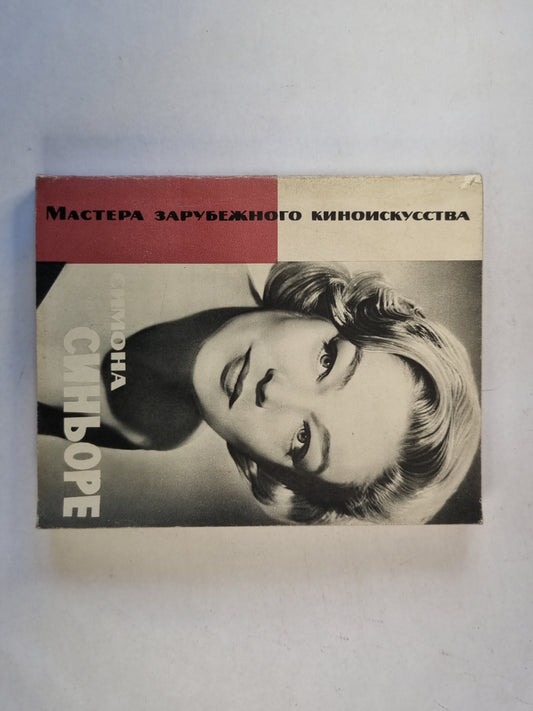 Мастера зарубежного киноискусства
СИМОНА
СИНЬОРЕ